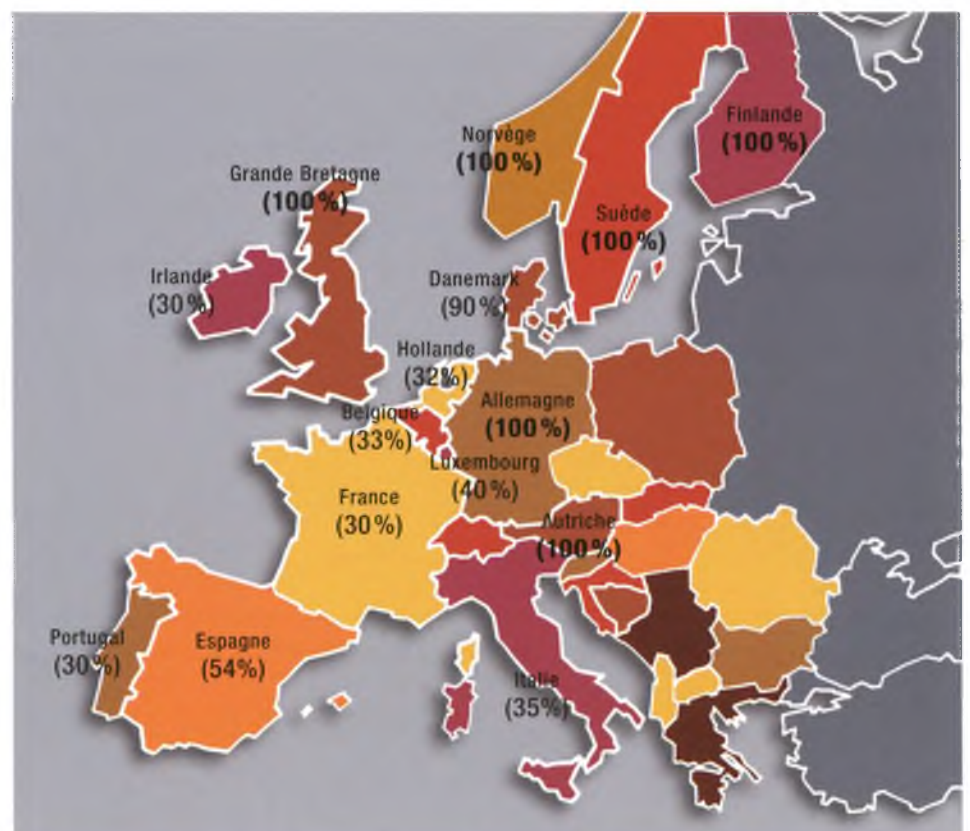 Norvège
(100 %)
Finlande
(100 %)
Grande Bretagne
(100 %)
Suède
(100 %)
Irlande
(30 %)
Danemark
(90 %)
Hollande
(32%)
Belgique
(33%)
Allemagne
(100 %)
Luxembourg
(40 %)
France
(30 %)
Autriche
(100 %)
Portugal
(30 %)
Espagne
(54%)
Italie
(35%)